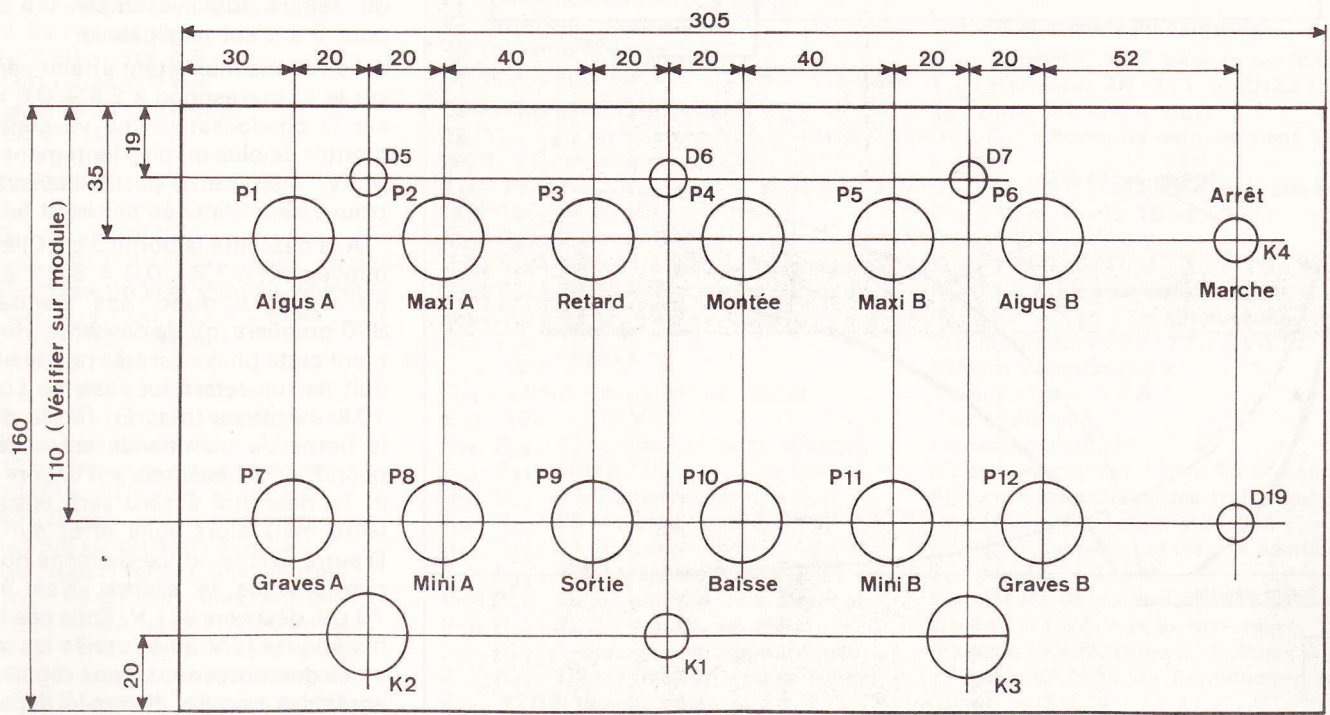 305
30 20 20 40 20 20 40 20 20 52
19
35
110 ( Vérifier sur module )
160
20
D5 D6 D7
P1 P2 P3 P4 P5 P6 Arrêt
K4
Aigus A Maxi A Retard Montée Maxi B Aigus B Marche
P7 P8 P9 P10 P11 P12 D19
Graves A Mini A Sortie Baisse Mini B Graves B
K2 K1 K3